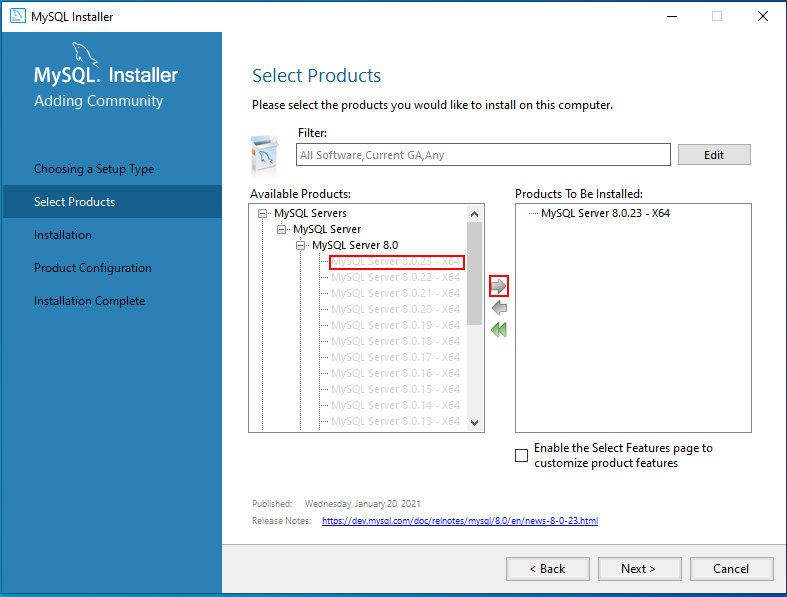 MySQL Installer
MySQL. Installer
Adding Community
Choosing a Setup Type
Select Products
Installation
Product Configuration
Installation Complete
Select Products
Please select the products you would like to install on this computer.
Filter:
All Software,Current GA,Any
Edit
Available Products:
MySQL Servers
MySQL Server
MySQL Server 8.0
MySQL Server 8.0.23 - X64
MySQL Server 8.0.22 - X64
MySQL Server 8.0.21 - X64
MySQL Server 8.0.20 - X64
MySQL Server 8.0.19 - X64
MySQL Server 8.0.18 - X64
MySQL Server 8.0.17 - X64
MySQL Server 8.0.16 - X64
MySQL Server 8.0.15 - X64
MySQL Server 8.0.14 - X64
MySQL Server 8.0.13 - X64
Products To Be Installed:
MySQL Server 8.0.23 - X64
Enable the Select Features page to
customize product features
Published: Wednesday, January 20, 2021
Release Notes: https://dev.mysql.com/doc/relnotes/mysql/8.0/en/news-8-0-23.html
< Back
Next >
Cancel